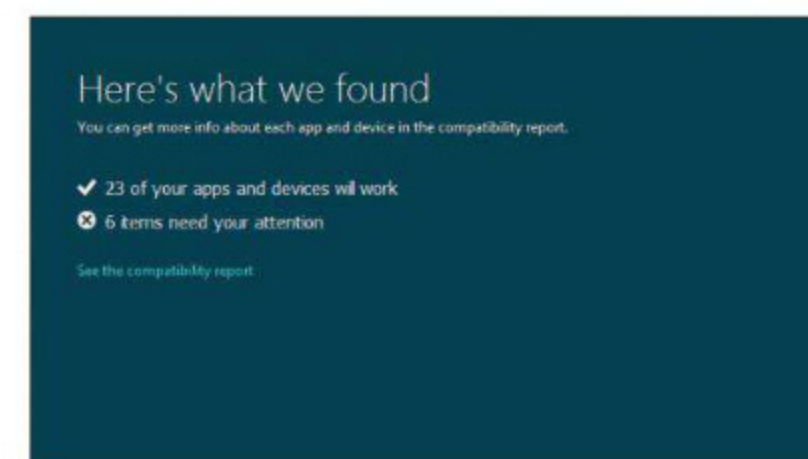 Here's what we found
You can get more info about each app and device in the compatibility report.
23 of your apps and devices will work
6 items need your attention
See the compatibility report